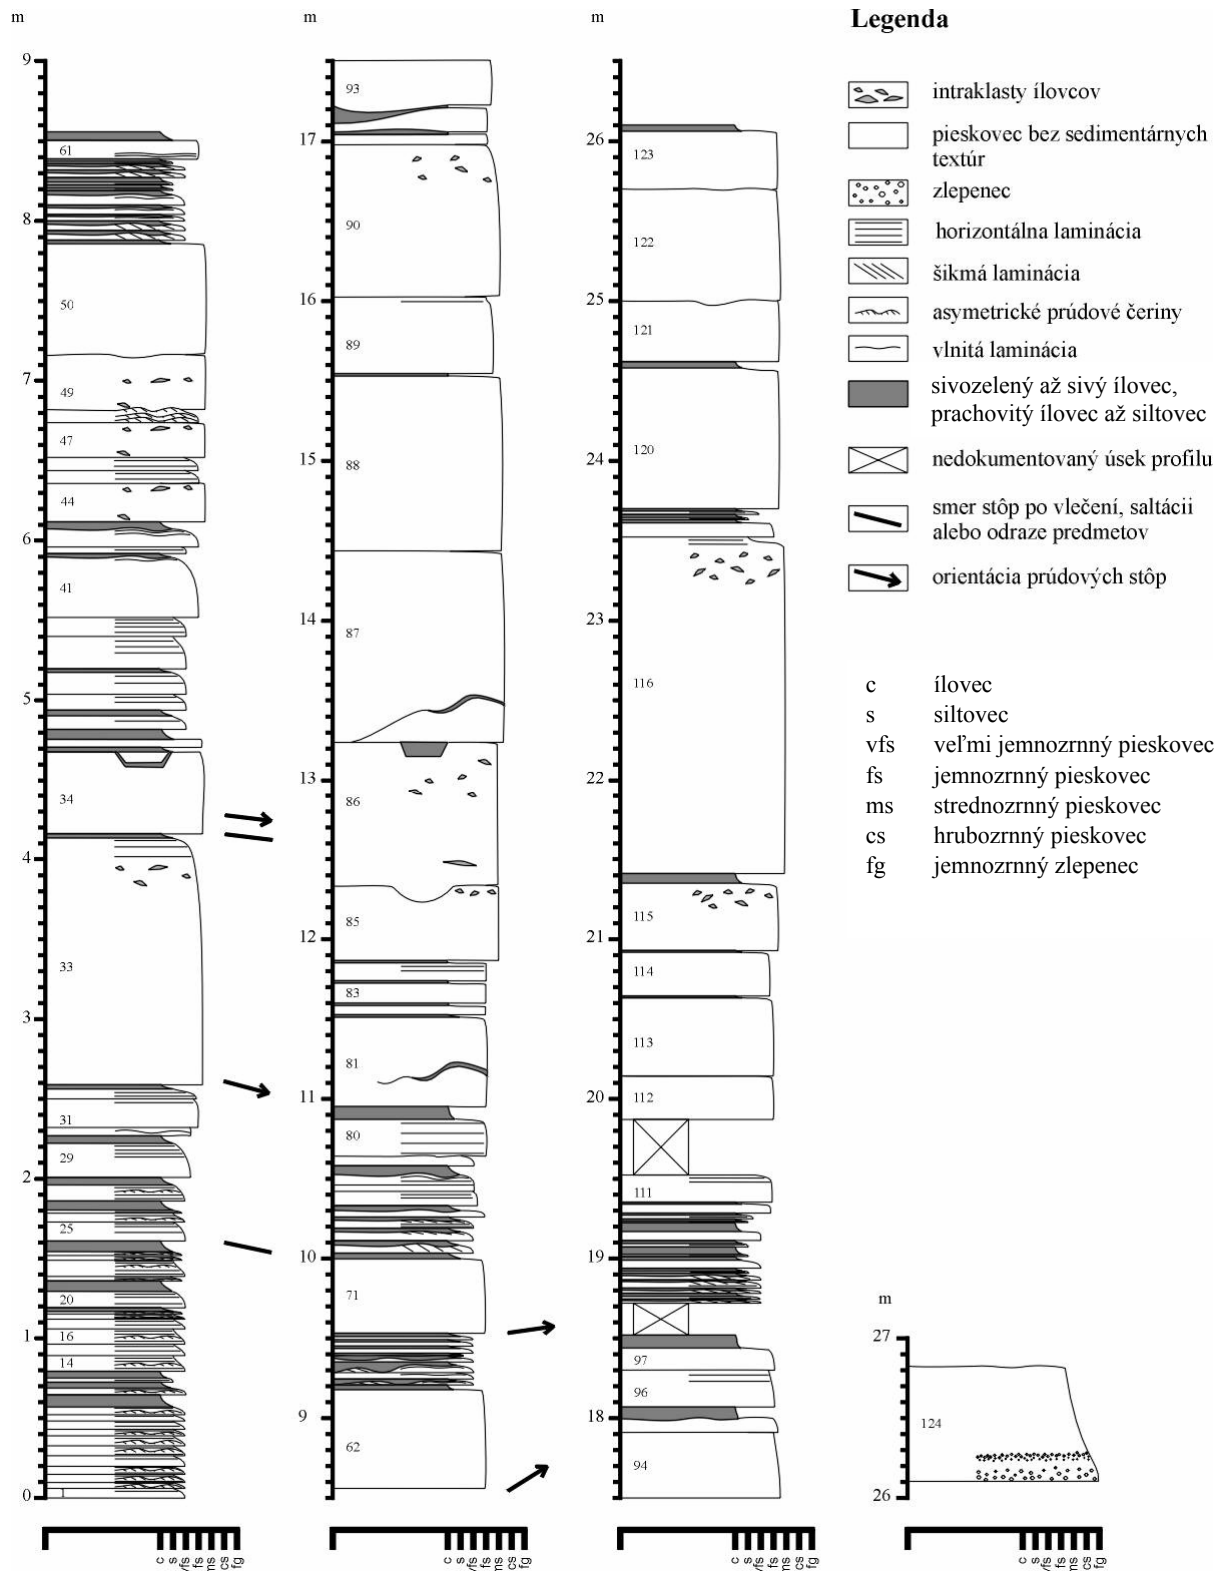 m
9
8
7
6
5
4
3
2
1
0
61
50
49
47
44
41
34
33
31
29
25
20
16
14
1
c s vfs fs ms cs fg
m
17
16
15
14
13
12
11
10
9
93
90
89
88
87
86
85
83
81
80
71
62
c s vfs fs ms cs fg
m
26
25
24
23
22
21
20
19
18
123
122
121
120
116
115
114
113
112
111
97
96
94
c s vfs fs ms cs fg
Legenda
intraklasty ílovcov
pieskovec bez sedimentárnych
textúr
zlepenec
horizontálna laminácia
šikmá laminácia
asymetrické prúdové čeriny
vlnitá laminácia
sivozelený až sivý ílovec,
prachovitý ílovec až siltovec
nedokumentovaný úsek profilu
smer stôp po vlečení, saltácii
alebo odraze predmetov
orientácia prúdových stôp
c ílovec
s siltovec
vfs veľmi jemnozrnný pieskovec
fs jemnozrnný pieskovec
ms strednozrnný pieskovec
cs hrubozrnný pieskovec
fg jemnozrnný zlepenec
m
27
26
124
c s vfs fs ms cs fg